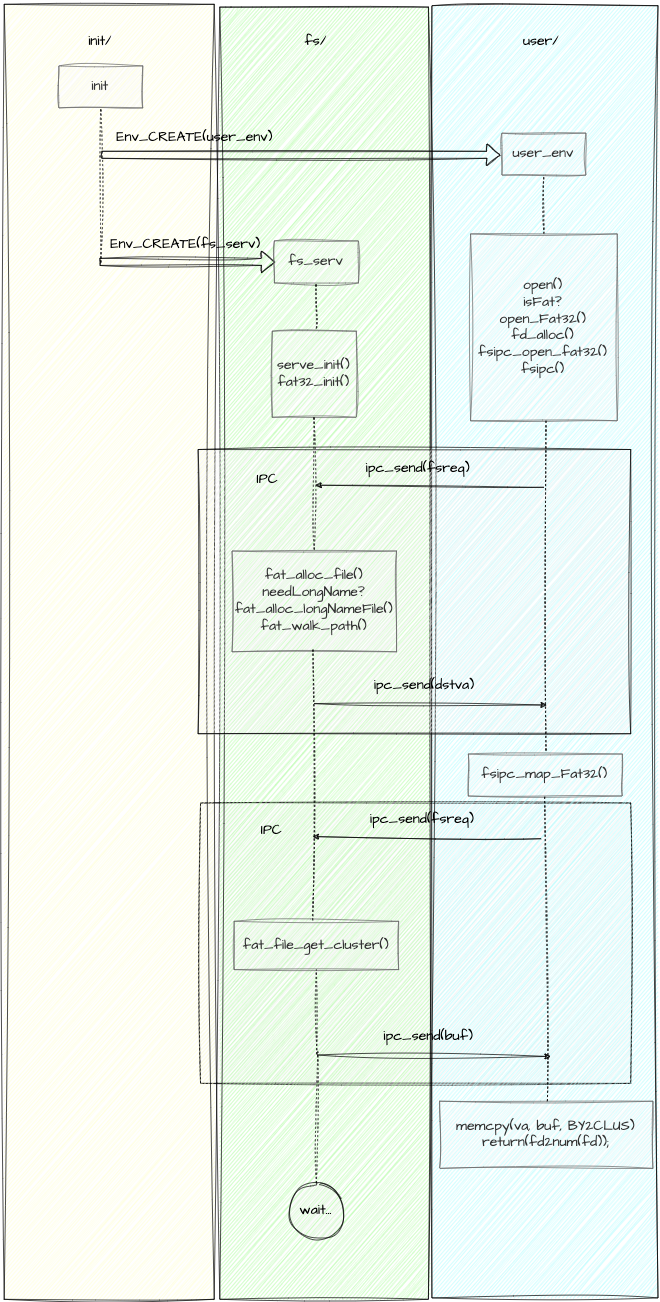 init/
fs/
user/
init
Env_CREATE(user_env)
user_env
Env_CREATE(fs_serv)
fs_serv
open()
isFat?
open_Fat32()
fd_alloc()
fsipc_open_fat32()
fsipc()
serve_init()
fat32_init()
IPC
ipc_send(fsreq)
fat_alloc_file()
needLongName?
fat_alloc_longNameFile()
fat_walk_path()
ipc_send(dstva)
fsipc_map_Fat32()
ipc_send(fsreq)
IPC
fat_file_get_cluster()
ipc_send(buf)
memcpy(va, buf, BY2CLUS)
return(fd2num(fd));
wait...